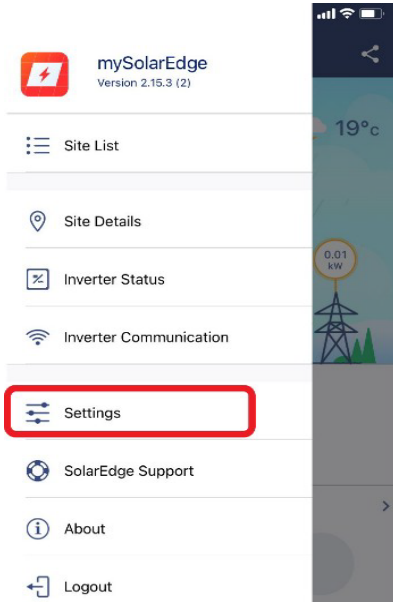 mySolarEdge
Version 2.15.3 (2)
Site List
19°c
Site Details
0.01
kW
Inverter Status
Inverter Communication
Settings
SolarEdge Support
About
Logout